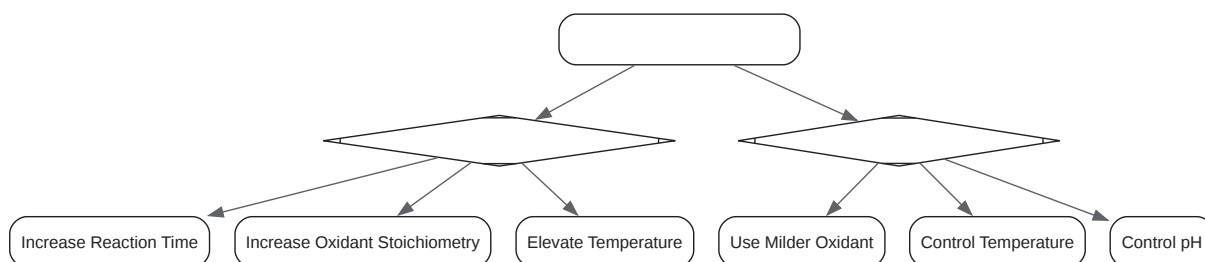 Increase Reaction Time
Increase Oxidant Stoichiometry
Elevate Temperature
Use Milder Oxidant
Control Temperature
Control pH